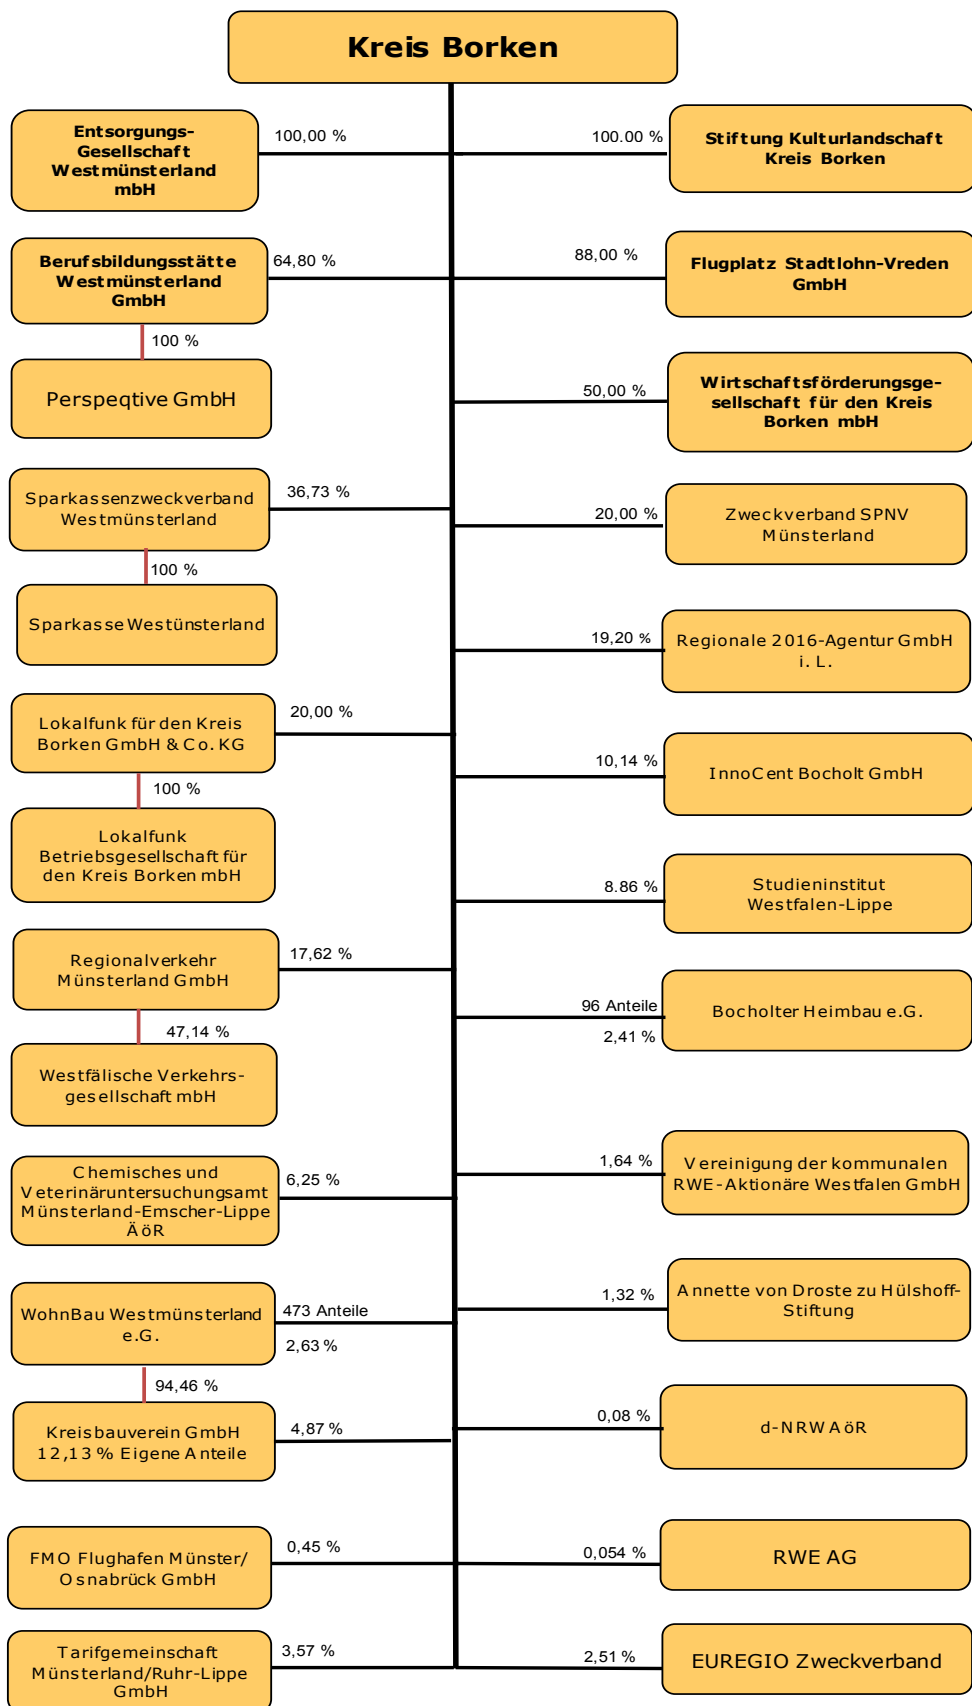 Kreis Borken
Entsorgungs-
Gesellschaft
Westmünsterland
mbH
100,00 %
100.00 %
Stiftung Kulturlandschaft
Kreis Borken
Berufsbildungsstätte
Westmünsterland
GmbH
64,80 %
88,00 %
Flugplatz Stadtlohn-Vreden
GmbH
100 %
Perspeqtive GmbH
50,00 %
Wirtschaftsförderungsge-
sellschaft für den Kreis
Borken mbH
Sparkassenzweckverband
Westmünsterland
36,73 %
20,00 %
Zweckverband SPNV
Münsterland
100 %
Sparkasse Westünsterland
19,20 %
Regionale 2016-Agentur GmbH
i. L.
Lokalfunk für den Kreis
Borken GmbH & Co. KG
20,00 %
10,14 %
InnoCent Bocholt GmbH
100 %
Lokalfunk
Betriebsgesellschaft für
den Kreis Borken mbH
8.86 %
Studieninstitut
Westfalen-Lippe
Regionalverkehr
Münsterland GmbH
17,62 %
96 Anteile
2,41 %
Bocholter Heimbau e.G.
47,14 %
Westfälische Verkehrs-
gesellschaft mbH
Chemisches und
Veterinäruntersuchungsamt
Münsterland-Emscher-Lippe
ÄöR
6,25 %
1,64 %
Vereinigung der kommunalen
RWE-Aktionäre Westfalen GmbH
WohnBau Westmünsterland
e.G.
473 Anteile
2,63 %
1,32 %
Annette von Droste zu Hülshoff-
Stiftung
94,46 %
Kreisbauverein GmbH
12,13 % Eigene Anteile
4,87 %
0,08 %
d-NRW AöR
FMO Flughafen Münster/
Osnabrück GmbH
0,45 %
0,054 %
RWE AG
Tarifgemeinschaft
Münsterland/Ruhr-Lippe
GmbH
3,57 %
2,51 %
EUREGIO Zweckverband